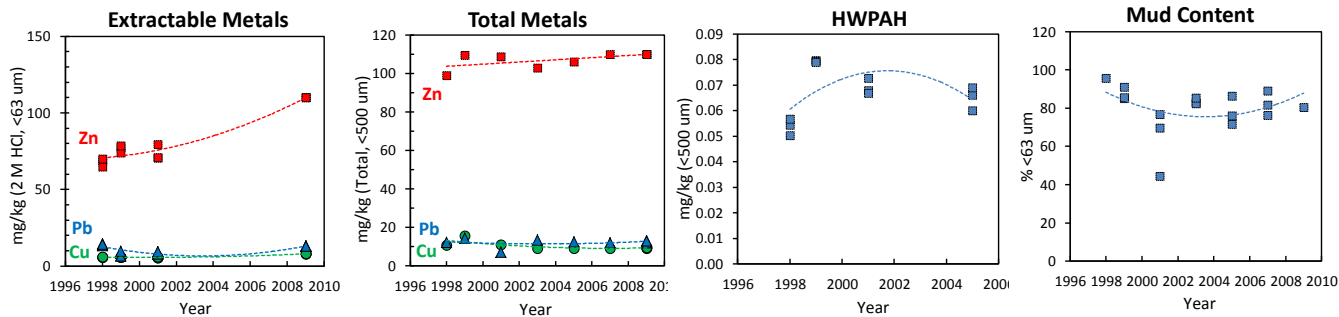 Extractable Metals
mg/kg (2 M HCl, <63 um)
150
100
50
0
Zn
Pb
Cu
1996 1998 2000 2002 2004 2006 2008 2010
Year
Total Metals
mg/kg (Total, <500 um)
120
100
80
60
40
20
0
Zn
Pb
Cu
1996 1998 2000 2002 2004 2006 2008 201
Year
HWPAH
mg/kg (<500 um)
0.09
0.08
0.07
0.06
0.05
0.04
0.03
0.02
0.01
0.00
1996 1998 2000 2002 2004 200
Year
Mud Content
% <63 um
120
100
80
60
40
20
0
1996 1998 2000 2002 2004 2006 2008 2010
Year